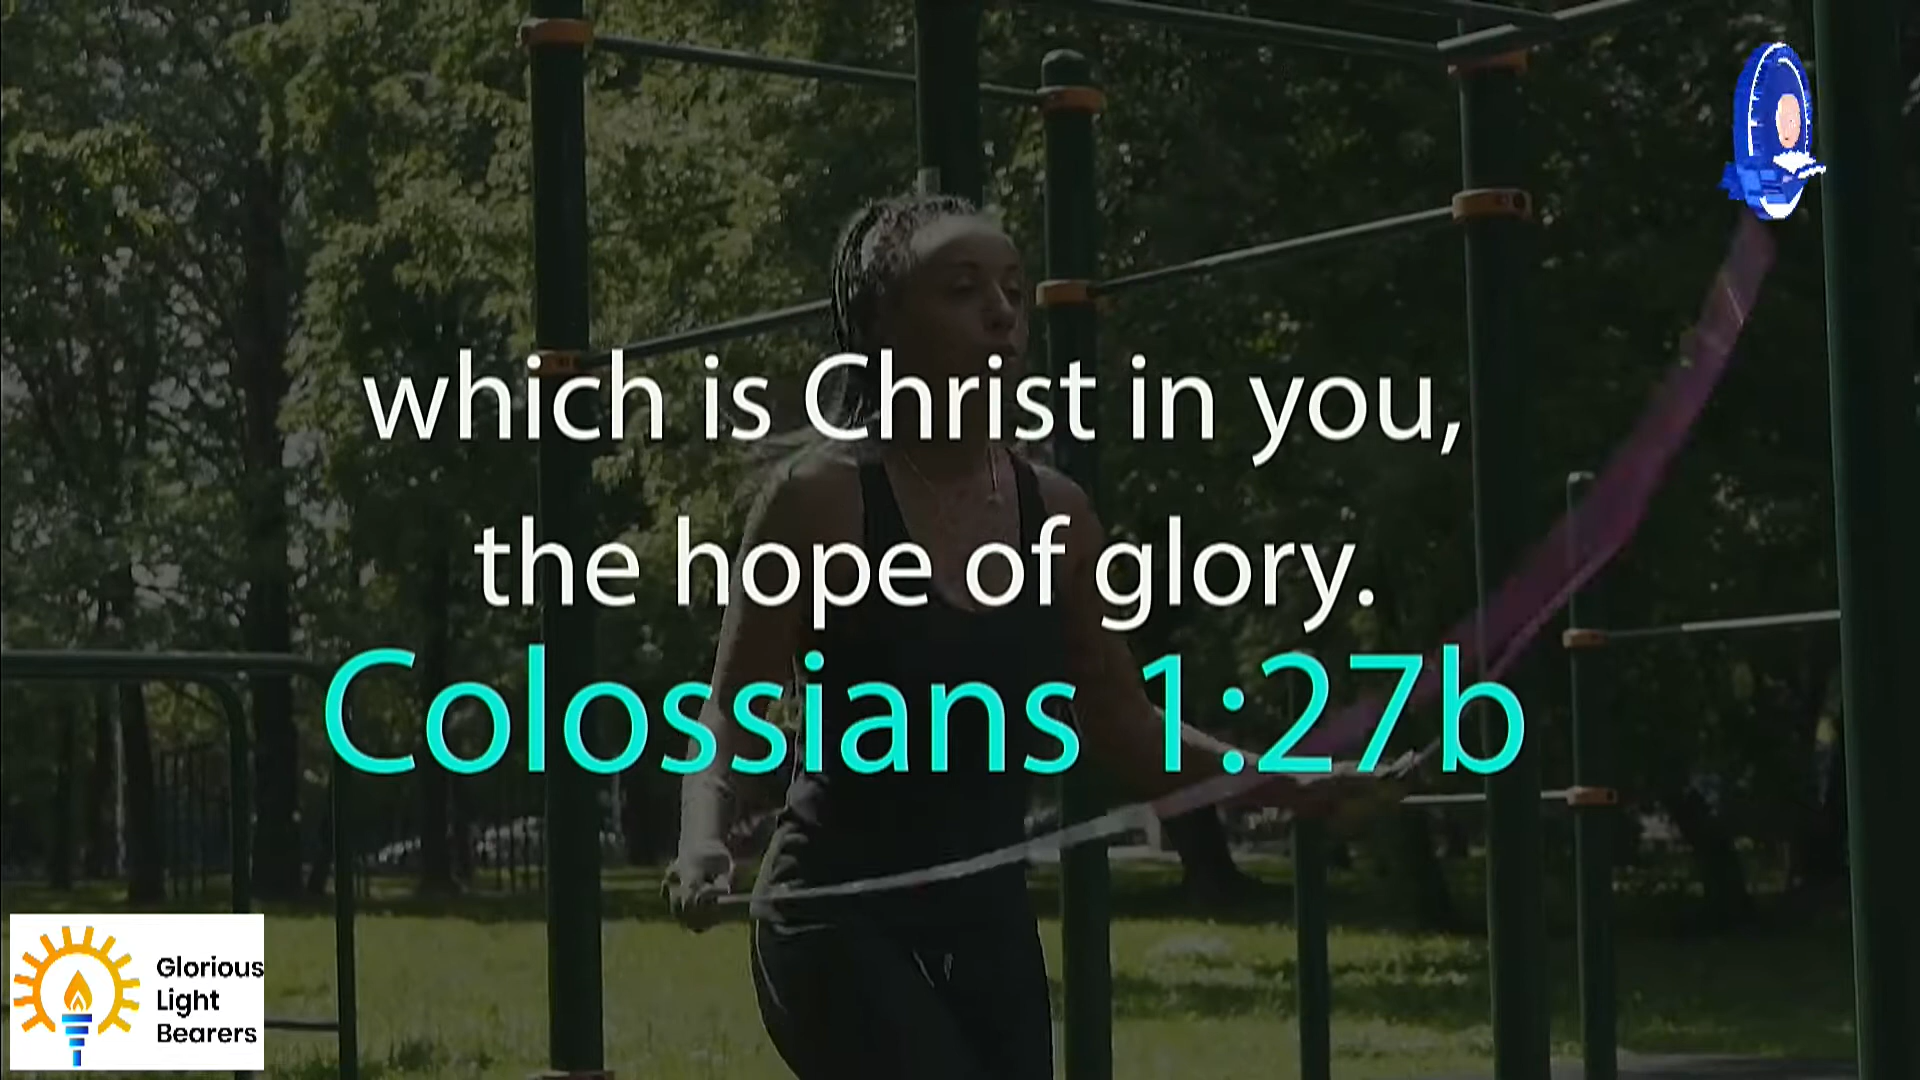 which is Christ in you,
the hope of glory.
Colossians 1:27b
Glorious
Light
Bearers